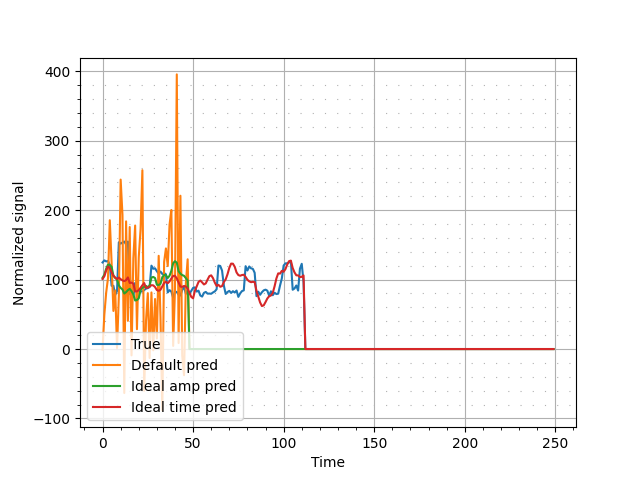 400
300
200
100
0
−100
Normalized signal
True
Default pred
Ideal amp pred
Ideal time pred
0 50 100 150 200 250
Time